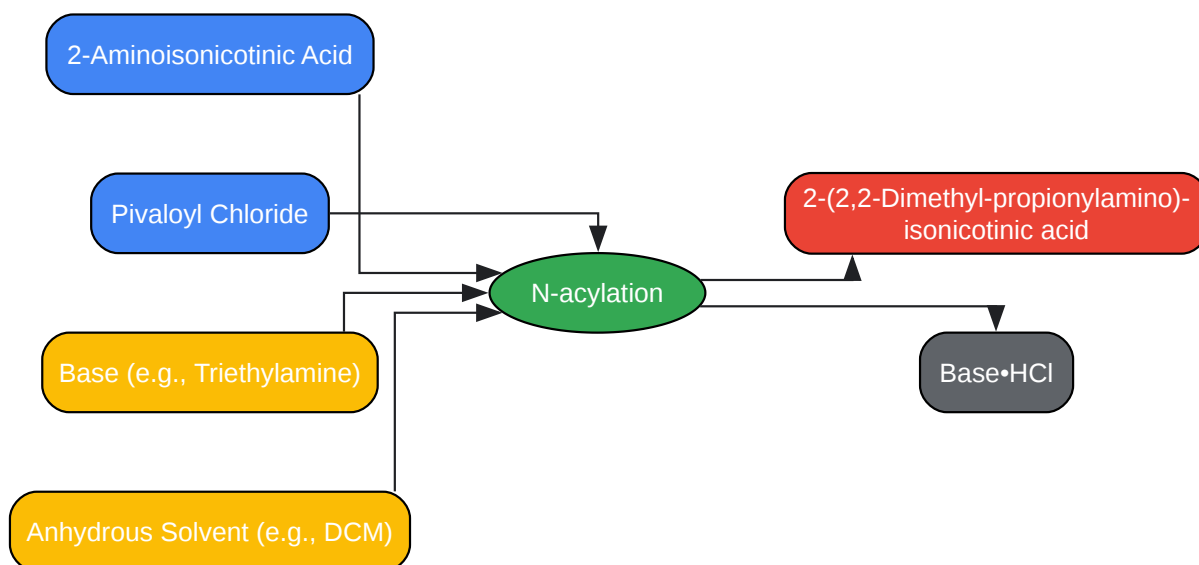 2-Aminoisonicotinic Acid
Pivaloyl Chloride
2-(2,2-Dimethyl-propionylamino)-
isonicotinic acid
N-acylation
Base (e.g., Triethylamine)
Base•HCl
Anhydrous Solvent (e.g., DCM)